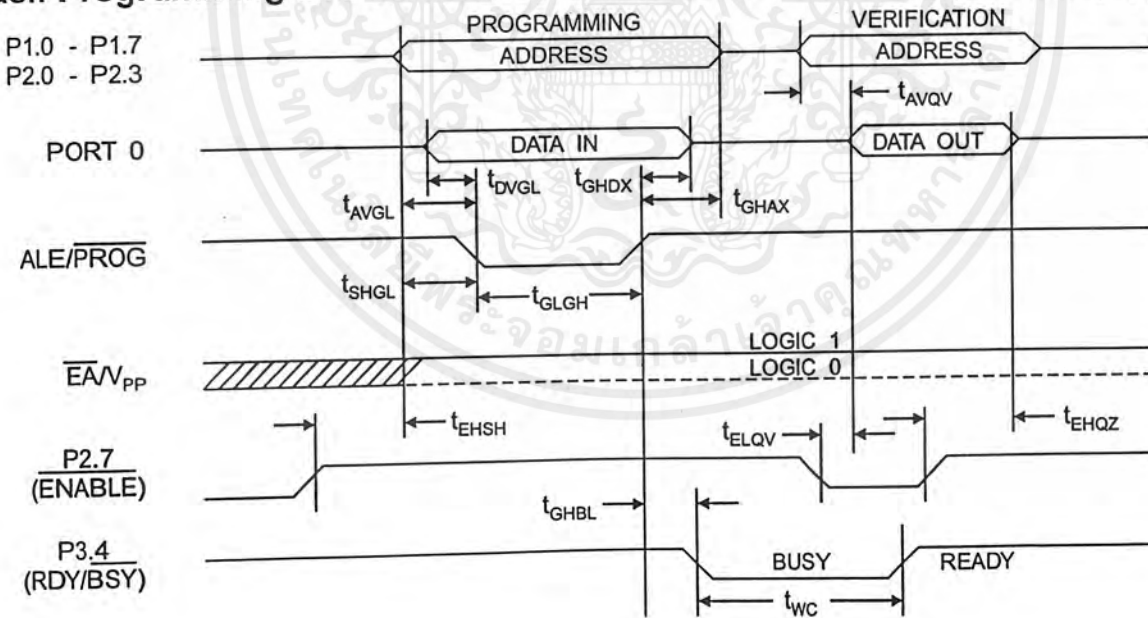 P1.0 - P1.7
P2.0 - P2.3
PROGRAMMING
ADDRESS
VERIFICATION
ADDRESS
tAVQV
PORT 0
DATA IN
DATA OUT
tDVGL
tGHDX
tAVGL
tGHAX
ALE/PROG
tSHGL
tGLGH
EA/VPP
LOGIC 1
LOGIC 0
tEHSH
tELQV
tEHQZ
P2.7
(ENABLE)
tGHBL
P3.4
(RDY/BSY)
BUSY
READY
tWC